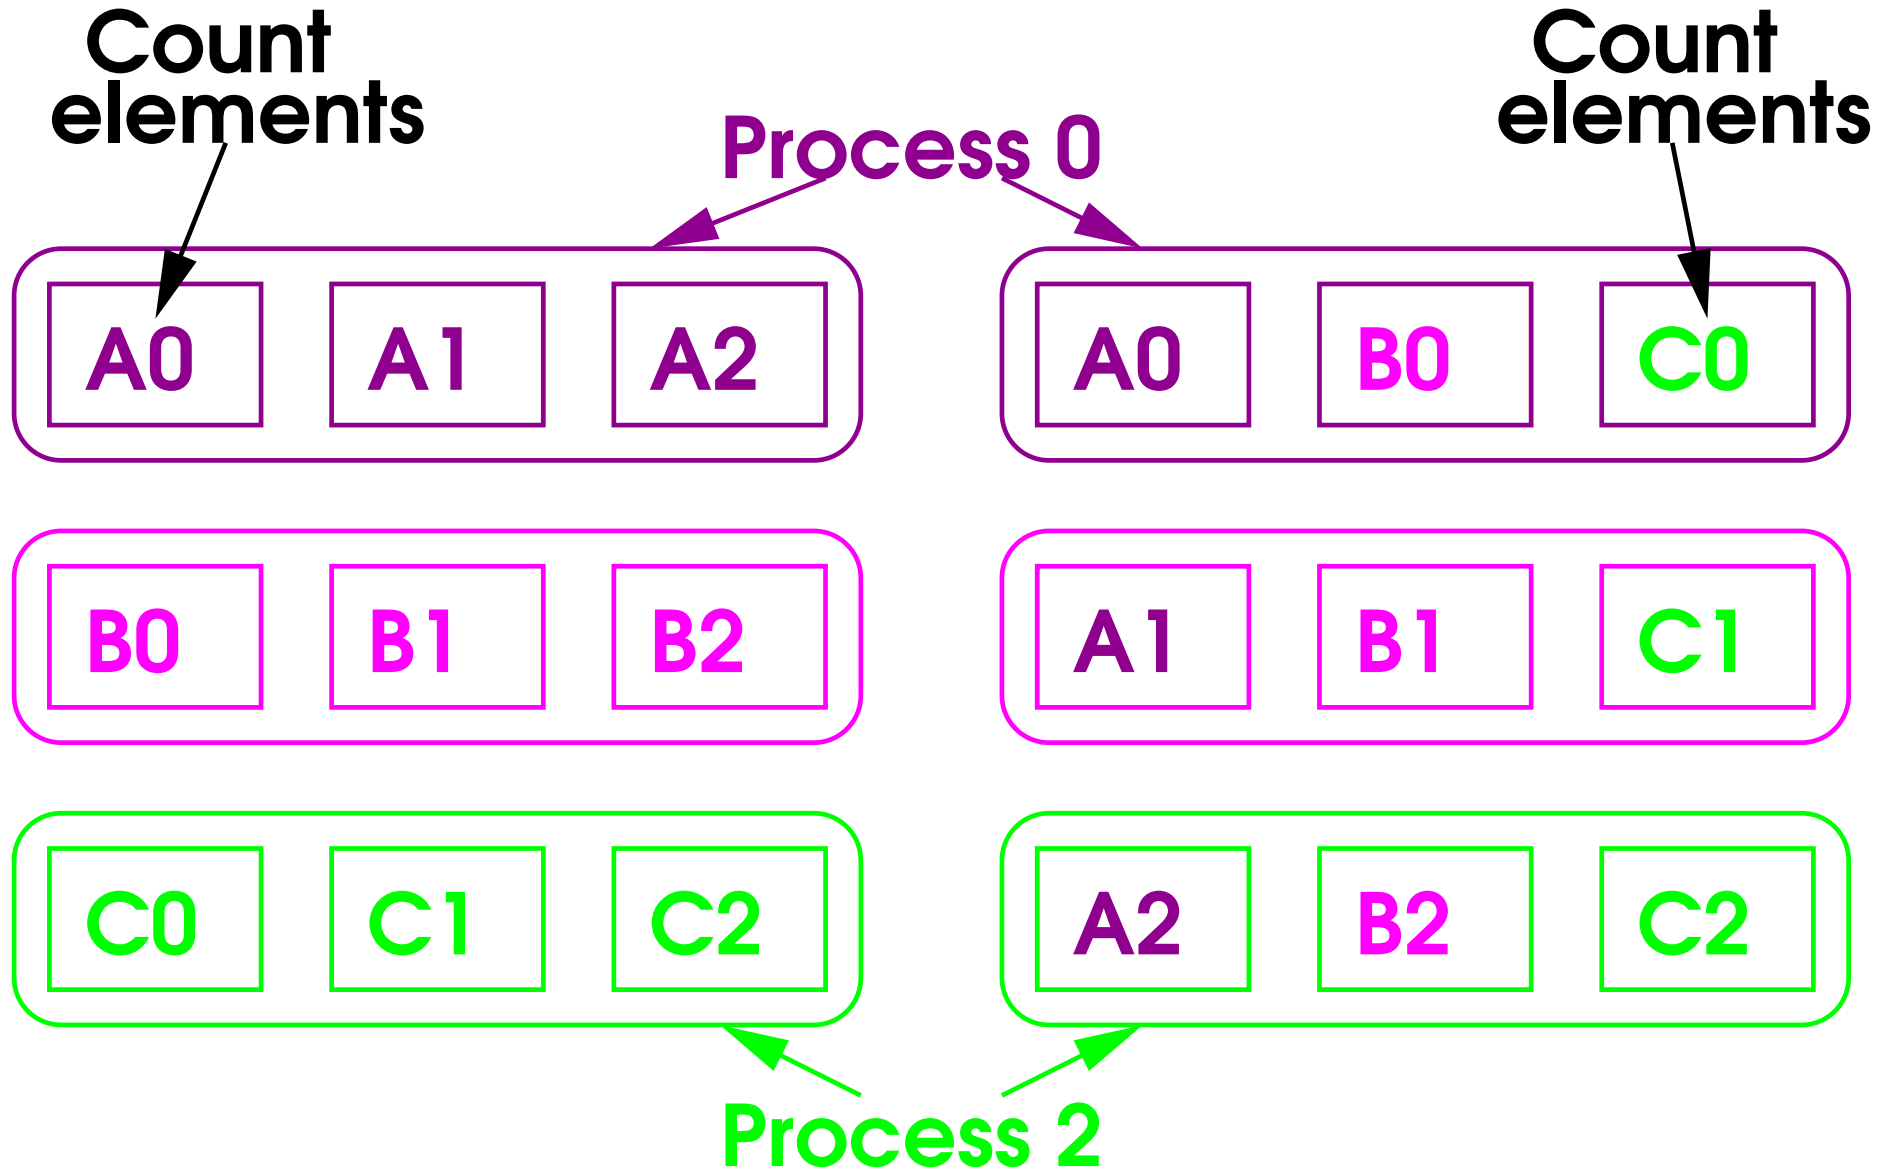 Count
elements
Count
elements
Process 0
A0 A1 A2
A0 B0 C0
B0 B1 B2
A1 B1 C1
C0 C1 C2
A2 B2 C2
Process 2